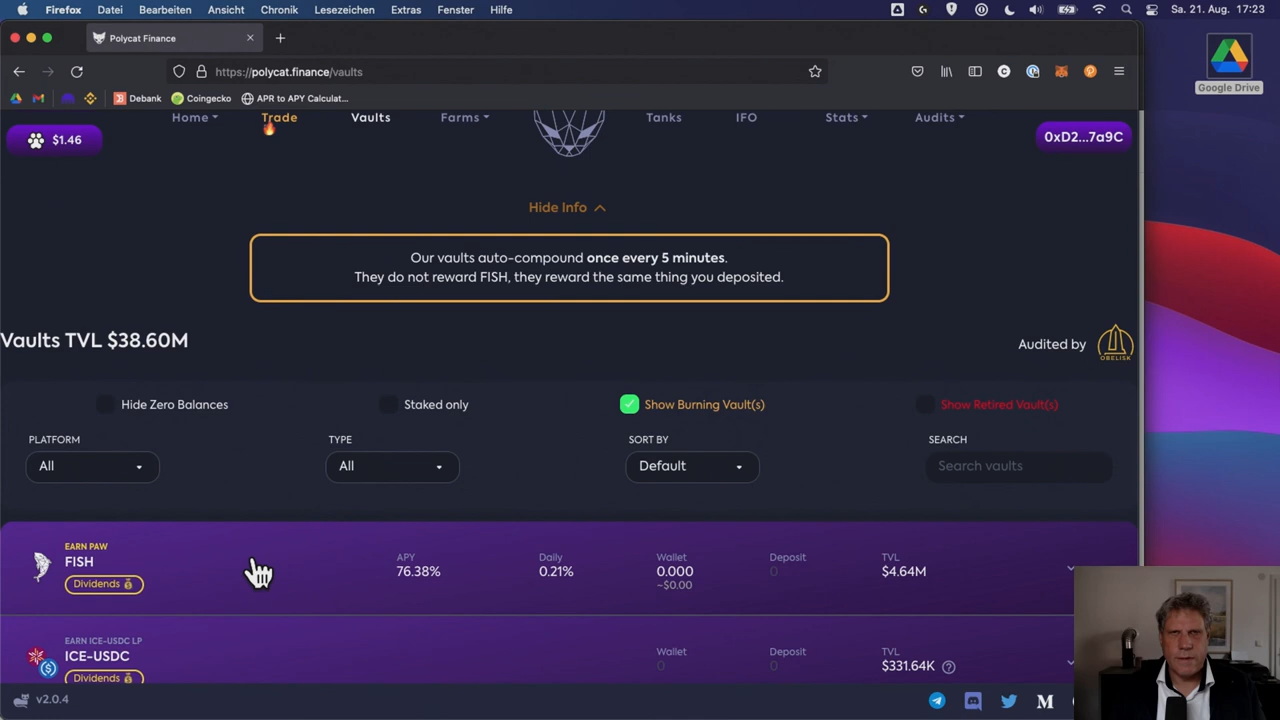 Firefox Datei Bearbeiten Ansicht Chronik Lesezeichen Extras Fenster Hilfe Sa. 21. Aug. 17:23
Polycat Finance
https://polycat.finance/vaults
Debank Coingecko APR to APY Calculat...
Google Drive
Home Trade Vaults Farms Tanks IFO Stats Audits
$1.46
0xD2...7a9C
Hide Info
Our vaults auto-compound once every 5 minutes.
They do not reward FISH, they reward the same thing you deposited.
Vaults TVL $38.60M
Audited by
OBELISK
Hide Zero Balances Staked only Show Burning Vault(s) Show Retired Vault(s)
PLATFORM TYPE SORT BY SEARCH
All All Default Search vaults
EARN PAW
FISH
Dividends
APY Daily Wallet Deposit TVL
76.38% 0.21% 0.000 0 $4.64M
~$0.00
EARN ICE-USDC LP
ICE-USDC
Dividends
Wallet Deposit TVL
0 0 $331.64K
v2.0.4